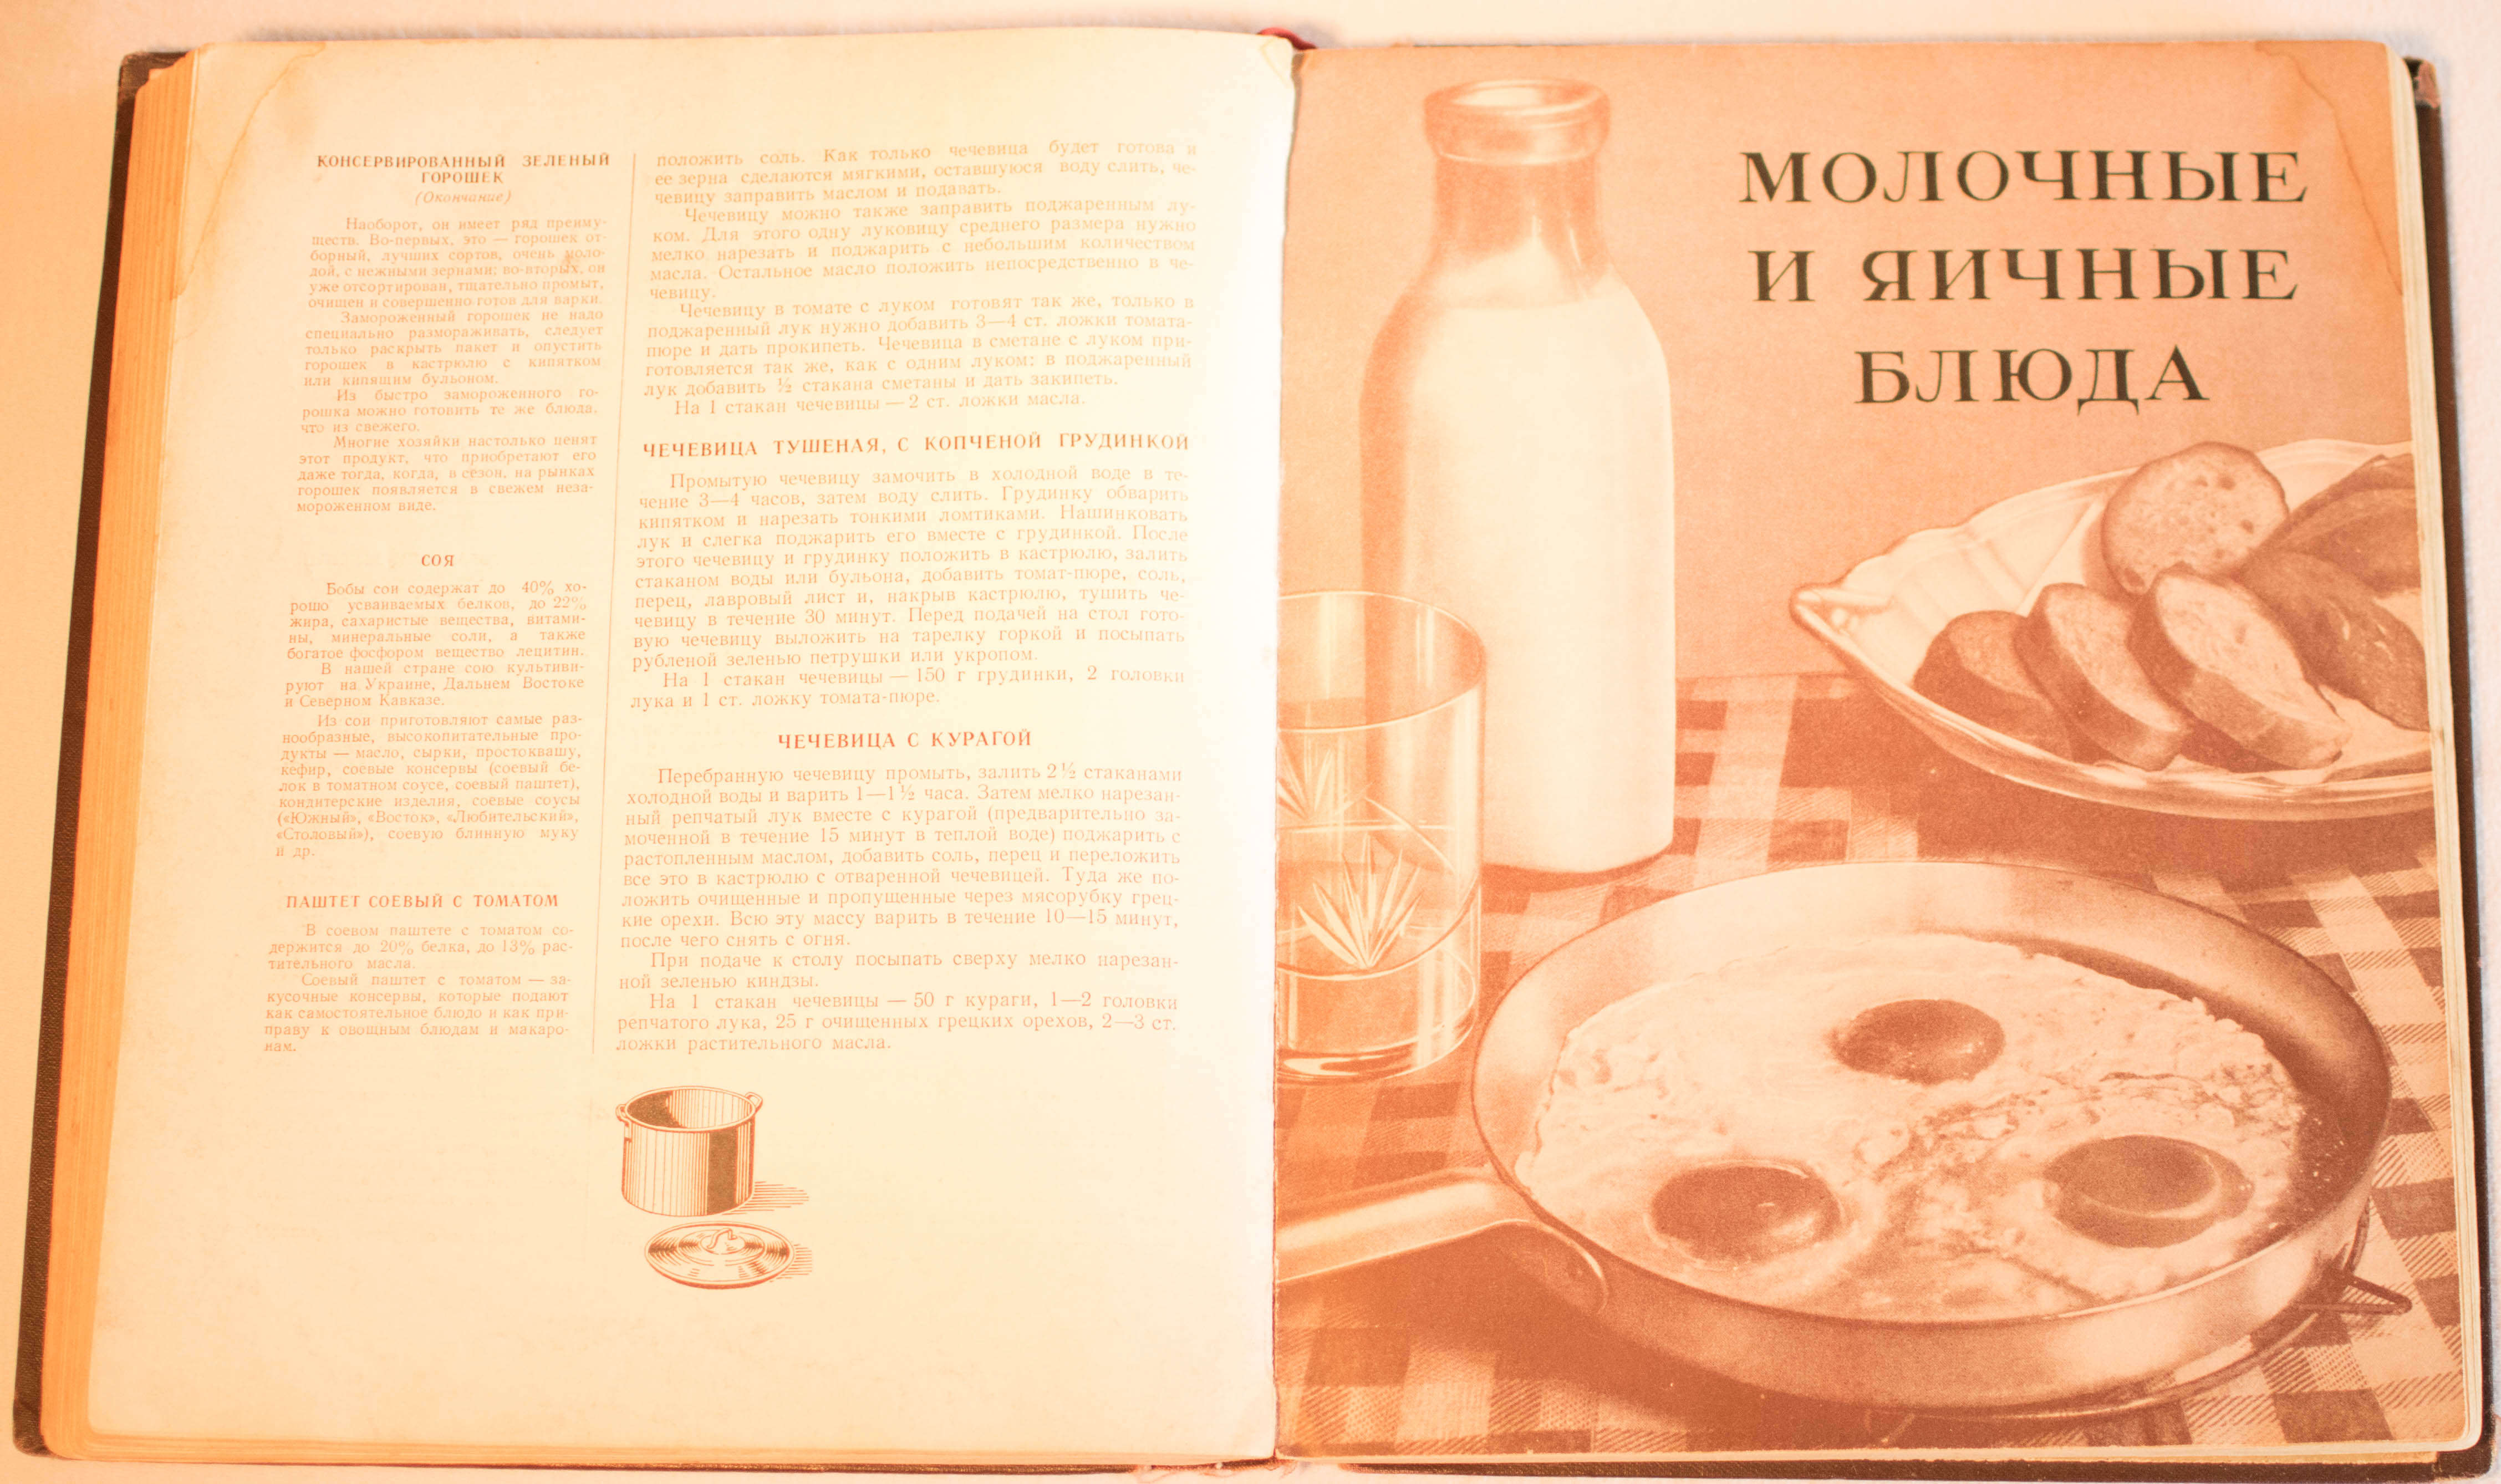 КОНСЕРВИРОВАННЫЙ ЗЕЛЕНЫЙ
ГОРОШЕК
(Окончание)
Наоборот, он имеет ряд преиму-
ществ. Во-первых, это — горошек от-
борный, лучших сортов, очень моло-
дой, с нежными зернами; во-вторых, он
уже отсортирован, тщательно промыт,
очищен и совершенно готов для варки.
Замороженный горошек не надо
специально размораживать, следует
только раскрыть пакет и опустить
горошек в кастрюлю с кипятком
или кипящим бульоном.
Из быстро замороженного го-
рошка можно готовить те же блюда,
что из свежего.
Многие хозяйки настолько ценят
этот продукт, что приобретают его
даже тогда, когда, в сезон, на рынках
горошек появляется в свежем неза-
мороженном виде.
СОЯ
Бобы сои содержат до 40% хо-
рошо усваиваемых белков, до 22%
жира, сахаристые вещества, витами-
ны, минеральные соли, а также
богатое фосфором вещество лецитин.
В нашей стране сою культиви-
руют на Украине, Дальнем Востоке
и Северном Кавказе.
Из сои приготовляют самые раз-
нообразные, высокопитательные про-
дукты — масло, сырки, простоквашу,
кефир, соевые консервы (соевый бе-
лок в томатном соусе, соевый паштет),
кондитерские изделия, соевые соусы
(«Южный», «Восток», «Любительский»,
«Столовый»), соевую блинную муку
и др.
ПАШТЕТ СОЕВЫЙ С ТОМАТОМ
В соевом паштете с томатом со-
держится до 20% белка, до 13% рас-
тительного масла.
Соевый паштет с томатом — за-
кусочные консервы, которые подают
как самостоятельное блюдо и как при-
праву к овощным блюдам и макаро-
нам.
положить соль. Как только чечевица будет готова и
ее зерна сделаются мягкими, оставшуюся воду слить, че-
чевицу заправить маслом и подавать.
Чечевицу можно также заправить поджаренным лу-
ком. Для этого одну луковицу среднего размера нужно
мелко нарезать и поджарить с небольшим количеством
масла. Остальное масло положить непосредственно в че-
чевицу.
Чечевицу в томате с луком готовят так же, только в
поджаренный лук нужно добавить 3—4 ст. ложки томата-
пюре и дать прокипеть. Чечевица в сметане с луком при-
готовляется так же, как с одним луком; в поджаренный
лук добавить ½ стакана сметаны и дать закипеть.
На 1 стакан чечевицы — 2 ст. ложки масла.
ЧЕЧЕВИЦА ТУШЕНАЯ, С КОПЧЕНОЙ ГРУДИНКОЙ
Промытую чечевицу замочить в холодной воде в те-
чение 3—4 часов, затем воду слить. Грудинку обварить
кипятком и нарезать тонкими ломтиками. Нашинковать
лук и слегка поджарить его вместе с грудинкой. После
этого чечевицу и грудинку положить в кастрюлю, залить
стаканом воды или бульона, добавить томат-пюре, соль,
перец, лавровый лист и, накрыв кастрюлю, тушить че-
чевицу в течение 30 минут. Перед подачей на стол гото-
вую чечевицу выложить на тарелку горкой и посыпать
рубленой зеленью петрушки или укропом.
На 1 стакан чечевицы — 150 г грудинки, 2 головки
лука и 1 ст. ложку томата-пюре.
ЧЕЧЕВИЦА С КУРАГОЙ
Перебранную чечевицу промыть, залить 2½ стаканами
холодной воды и варить 1—1½ часа. Затем мелко нарезан-
ный репчатый лук вместе с курагой (предварительно за-
моченной в течение 15 минут в теплой воде) поджарить с
растопленным маслом, добавить соль, перец и переложить
все это в кастрюлю с отваренной чечевицей. Туда же по-
ложить очищенные и пропущенные через мясорубку грец-
кие орехи. Всю эту массу варить в течение 10—15 минут,
после чего снять с огня.
При подаче к столу посыпать сверху мелко нарезан-
ной зеленью киндзы.
На 1 стакан чечевицы — 50 г кураги, 1—2 головки
репчатого лука, 25 г очищенных грецких орехов, 2—3 ст.
ложки растительного масла.
МОЛОЧНЫЕ
И ЯИЧНЫЕ
БЛЮДА